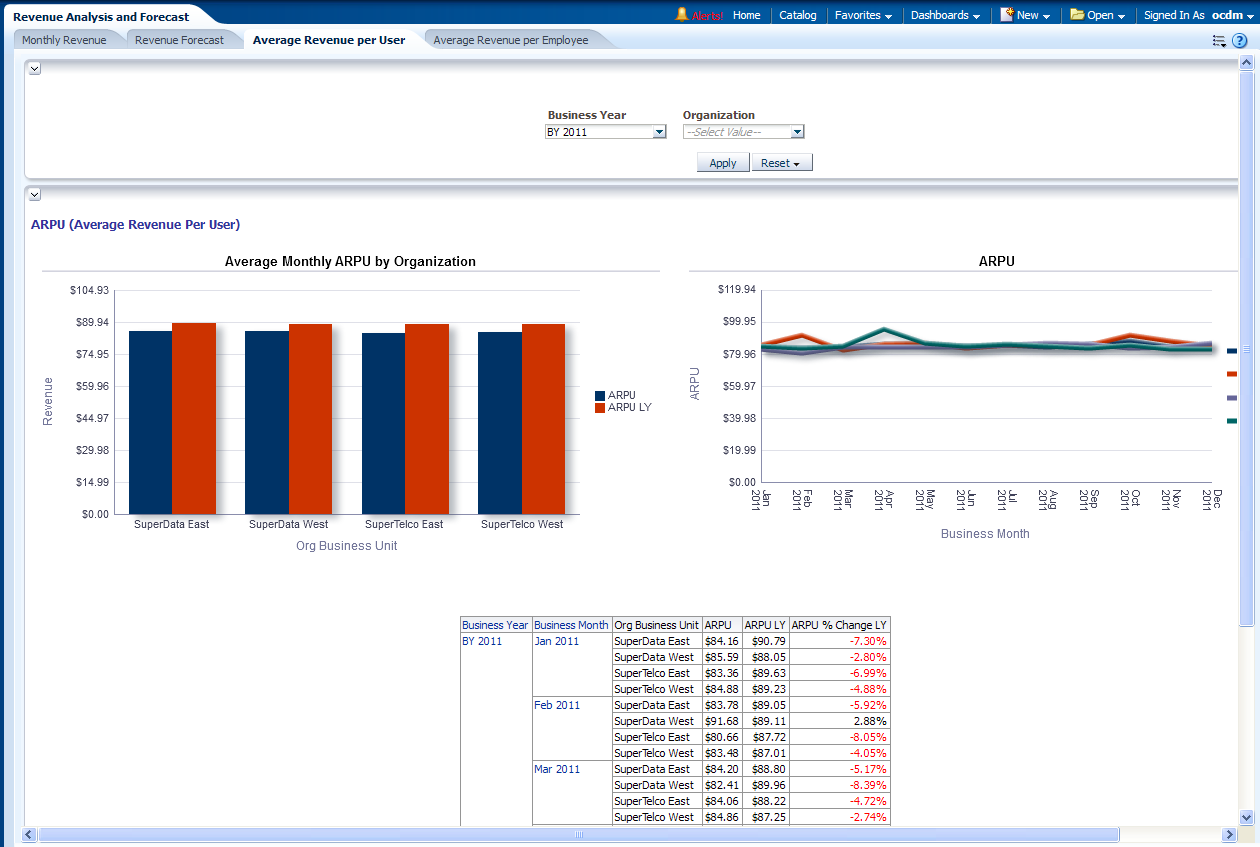 Revenue Analysis and Forecast
Alerts! Home Catalog Favorites Dashboards New Open Signed In As ocdm
Monthly Revenue Revenue Forecast Average Revenue per User Average Revenue per Employee
Business Year Organization
BY 2011 --Select Value--
Apply Reset
ARPU (Average Revenue Per User)
Average Monthly ARPU by Organization
$104.93
$89.94
$74.95
$59.96
$44.97
$29.98
$14.99
$0.00
Revenue
SuperData East SuperData West SuperTelco East SuperTelco West
Org Business Unit
ARPU
ARPU LY
ARPU
$119.94
$99.95
$79.96
$59.97
$39.98
$19.99
$0.00
ARPU
Jan 2011
Feb 2011
Mar 2011
Apr 2011
May 2011
Jun 2011
Jul 2011
Aug 2011
Sep 2011
Oct 2011
Nov 2011
Dec 2011
Business Month
Business Year Business Month Org Business Unit ARPU ARPU LY ARPU % Change LY
BY 2011 Jan 2011 SuperData East $84.16 $90.79 -7.30%
SuperData West $85.59 $88.05 -2.80%
SuperTelco East $83.36 $89.63 -6.99%
SuperTelco West $84.88 $89.23 -4.88%
Feb 2011 SuperData East $83.78 $89.05 -5.92%
SuperData West $91.68 $89.11 2.88%
SuperTelco East $80.66 $87.72 -8.05%
SuperTelco West $83.48 $87.01 -4.05%
Mar 2011 SuperData East $84.20 $88.80 -5.17%
SuperData West $82.41 $89.96 -8.39%
SuperTelco East $84.06 $88.22 -4.72%
SuperTelco West $84.86 $87.25 -2.74%